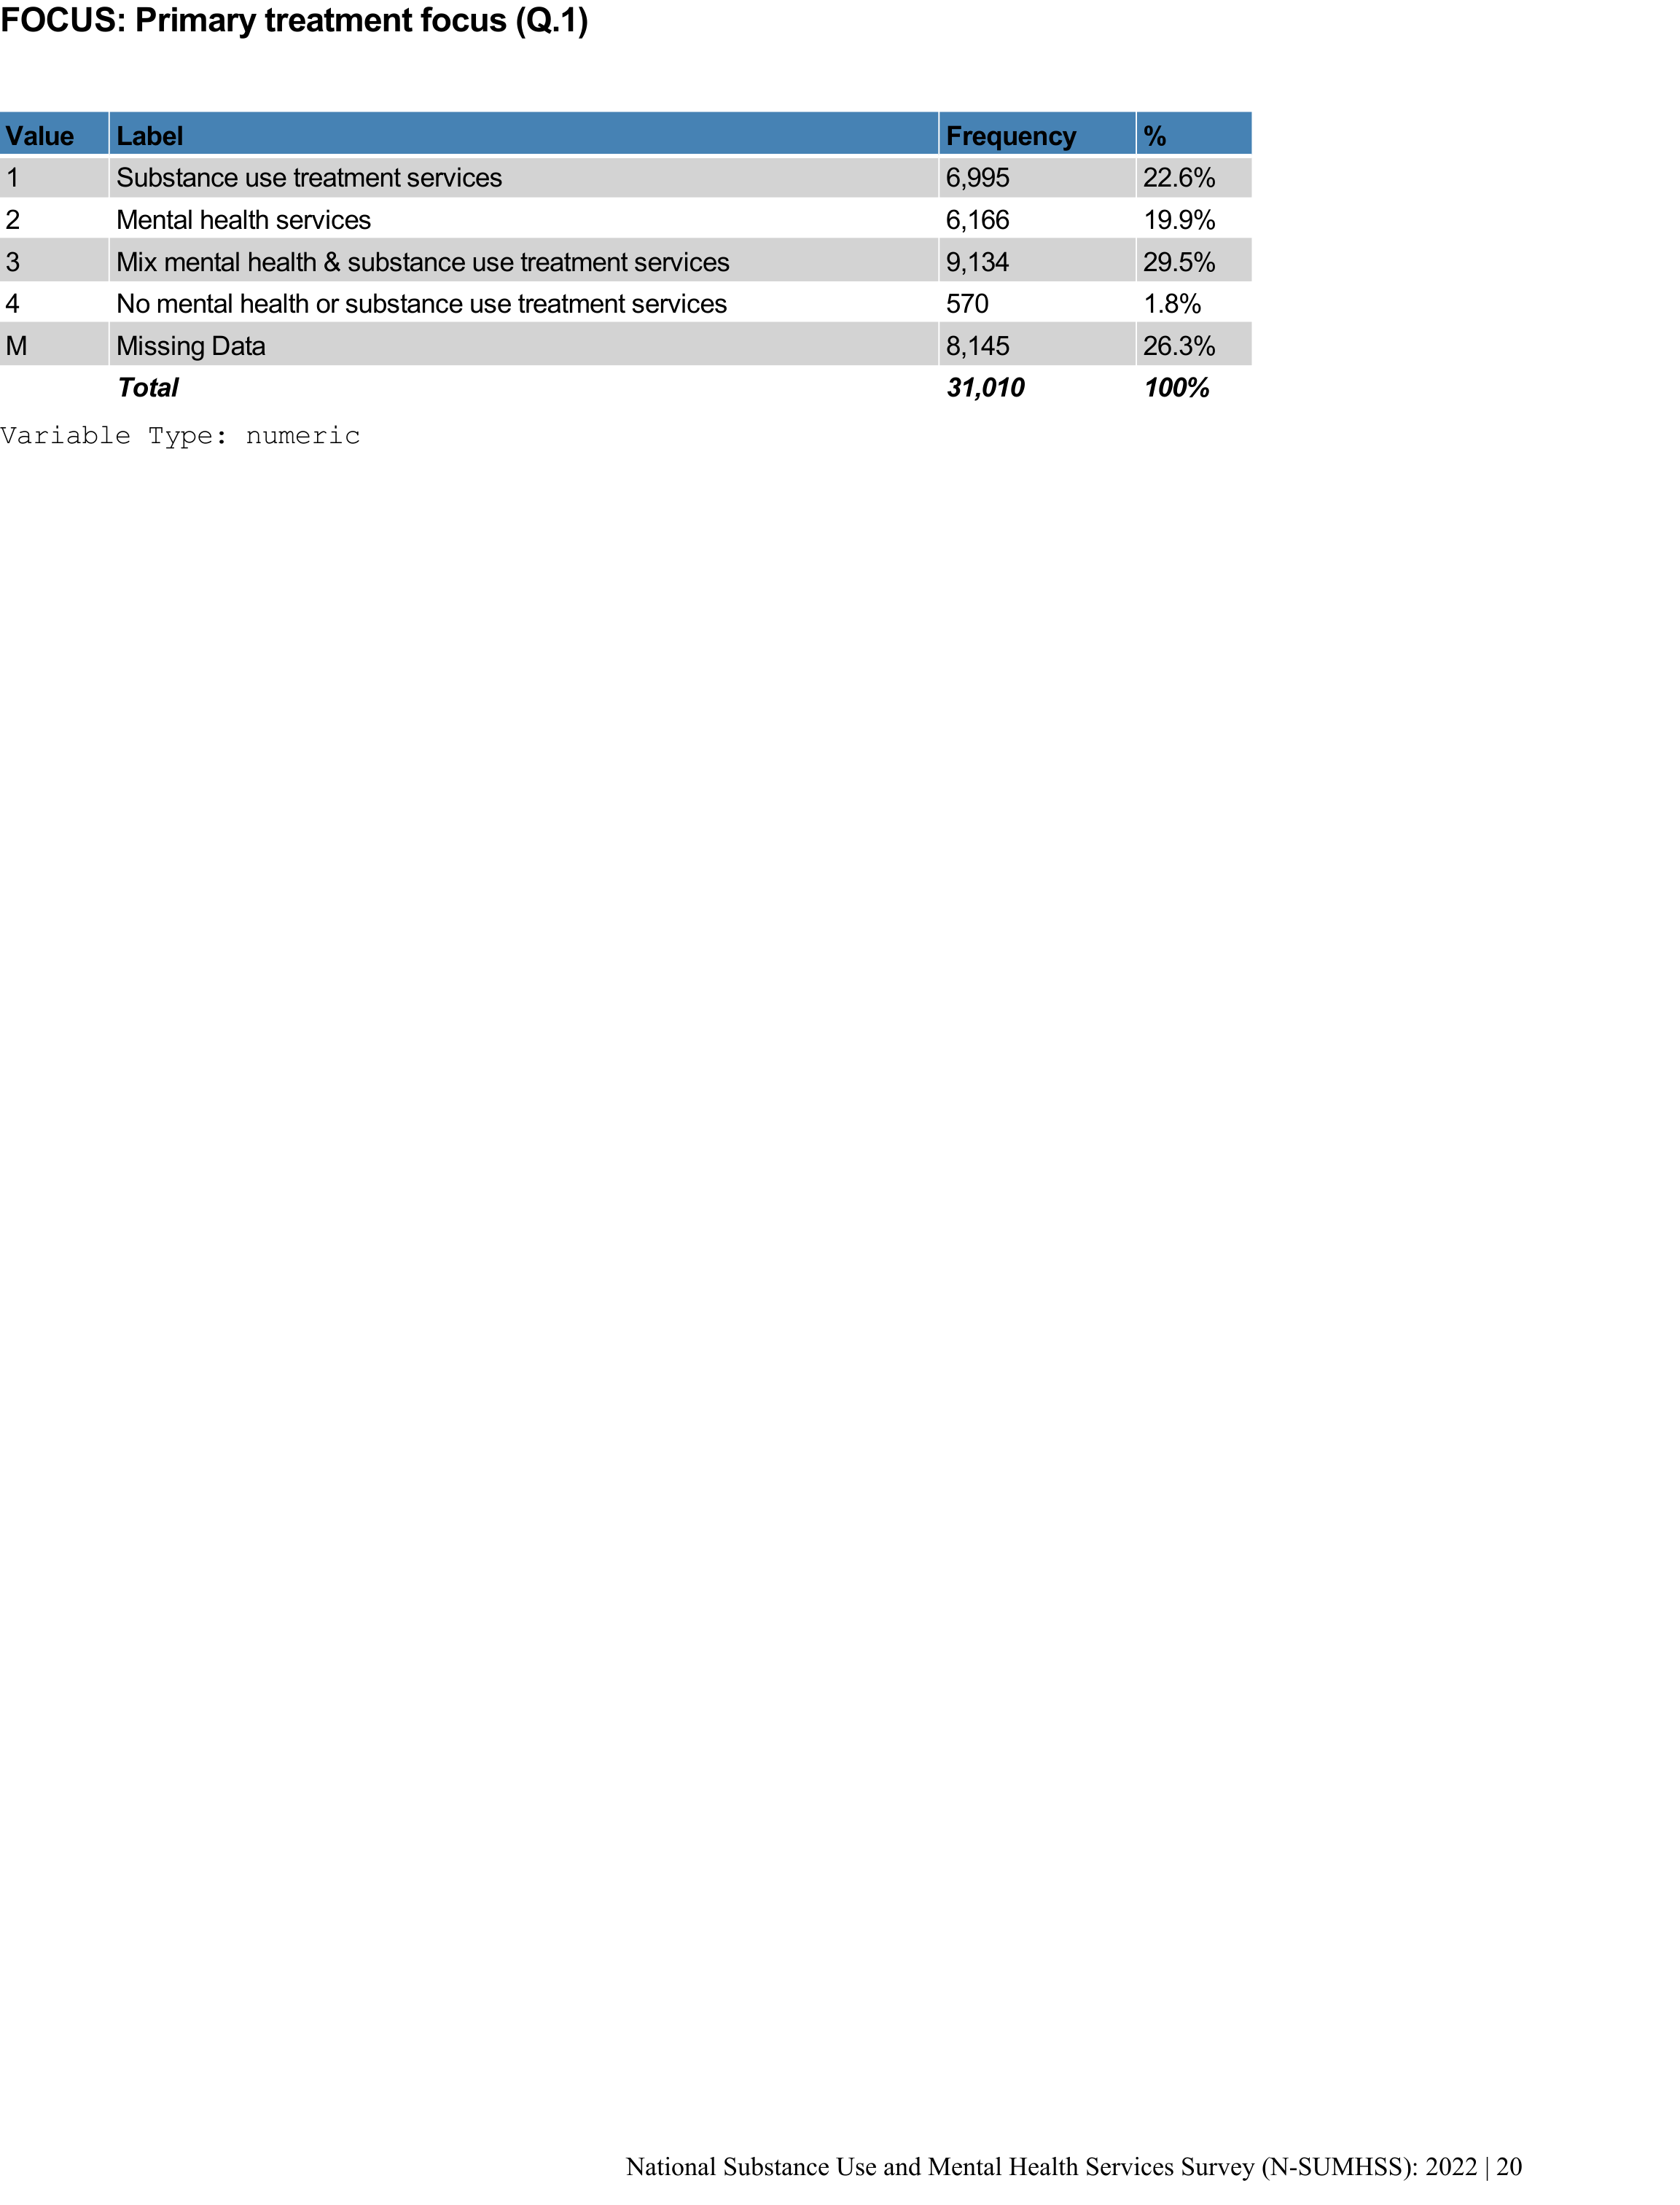 FOCUS: Primary treatment focus (Q.1)
Value Label Frequency %
1 Substance use treatment services 6,995 22.6%
2 Mental health services 6,166 19.9%
3 Mix mental health & substance use treatment services 9,134 29.5%
4 No mental health or substance use treatment services 570 1.8%
M Missing Data 8,145 26.3%
Total 31,010 100%
Variable Type: numeric
National Substance Use and Mental Health Services Survey (N-SUMHSS): 2022 | 20